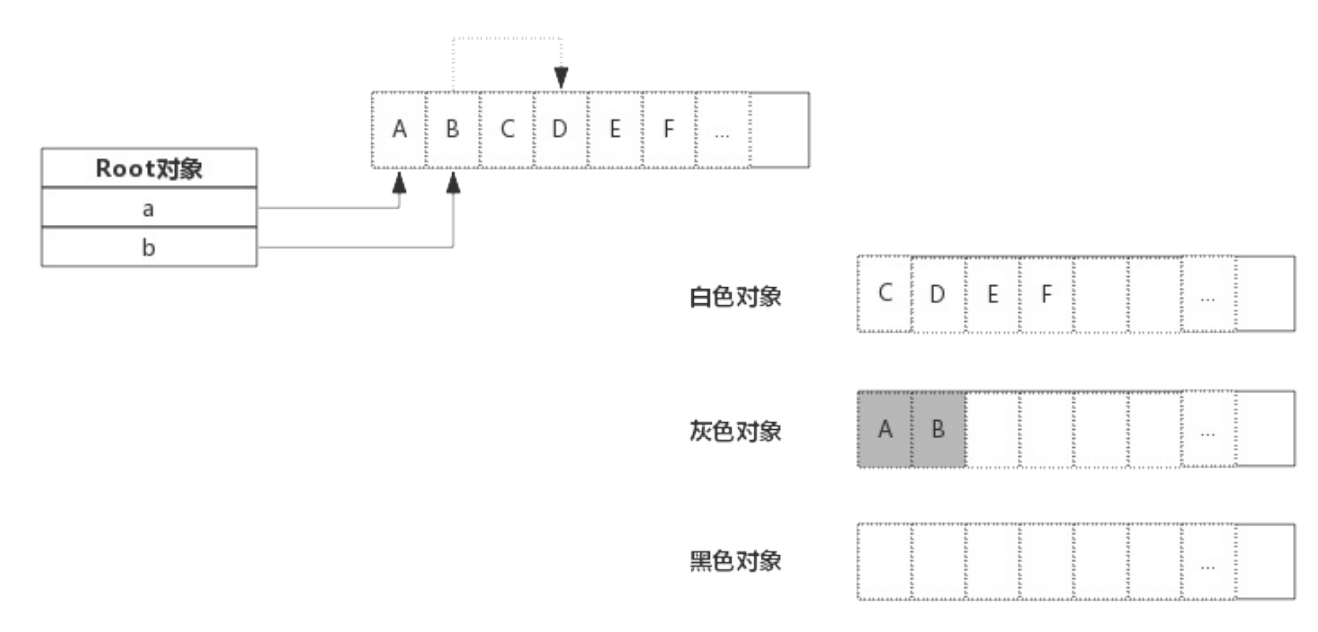 A B C D E F ...
Root对象
a
b
白色对象 C D E F ...
灰色对象 A B ...
黑色对象 ...